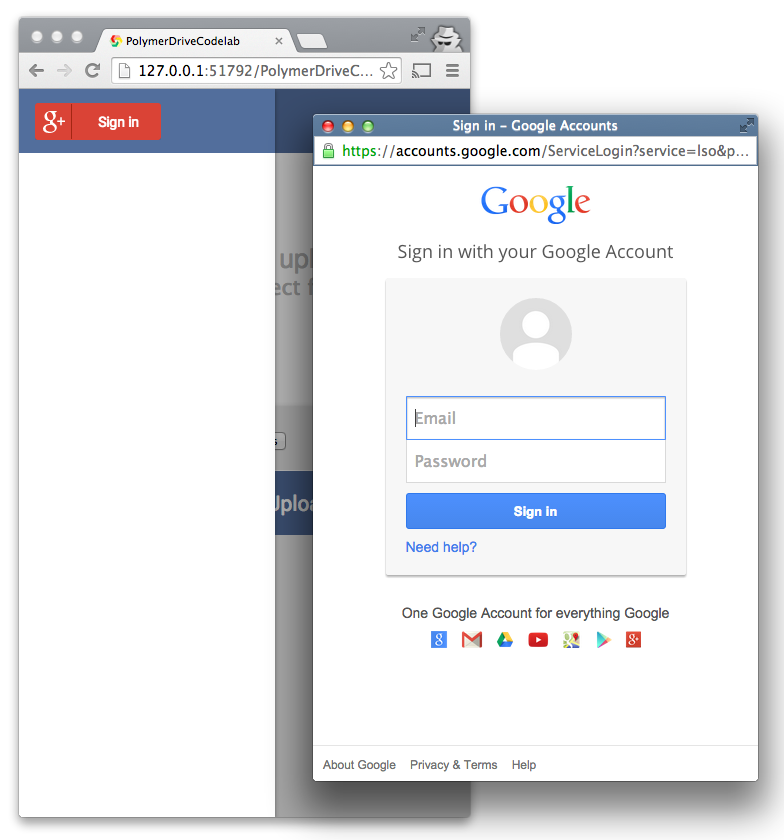 PolymerDriveCodelab
127.0.0.1:51792/PolymerDriveC...
g+ Sign in
upl
ect f
s
Uploa
Sign in – Google Accounts
https://accounts.google.com/ServiceLogin?service=lso&p...
Google
Sign in with your Google Account
Email
Password
Sign in
Need help?
One Google Account for everything Google
About Google Privacy & Terms Help